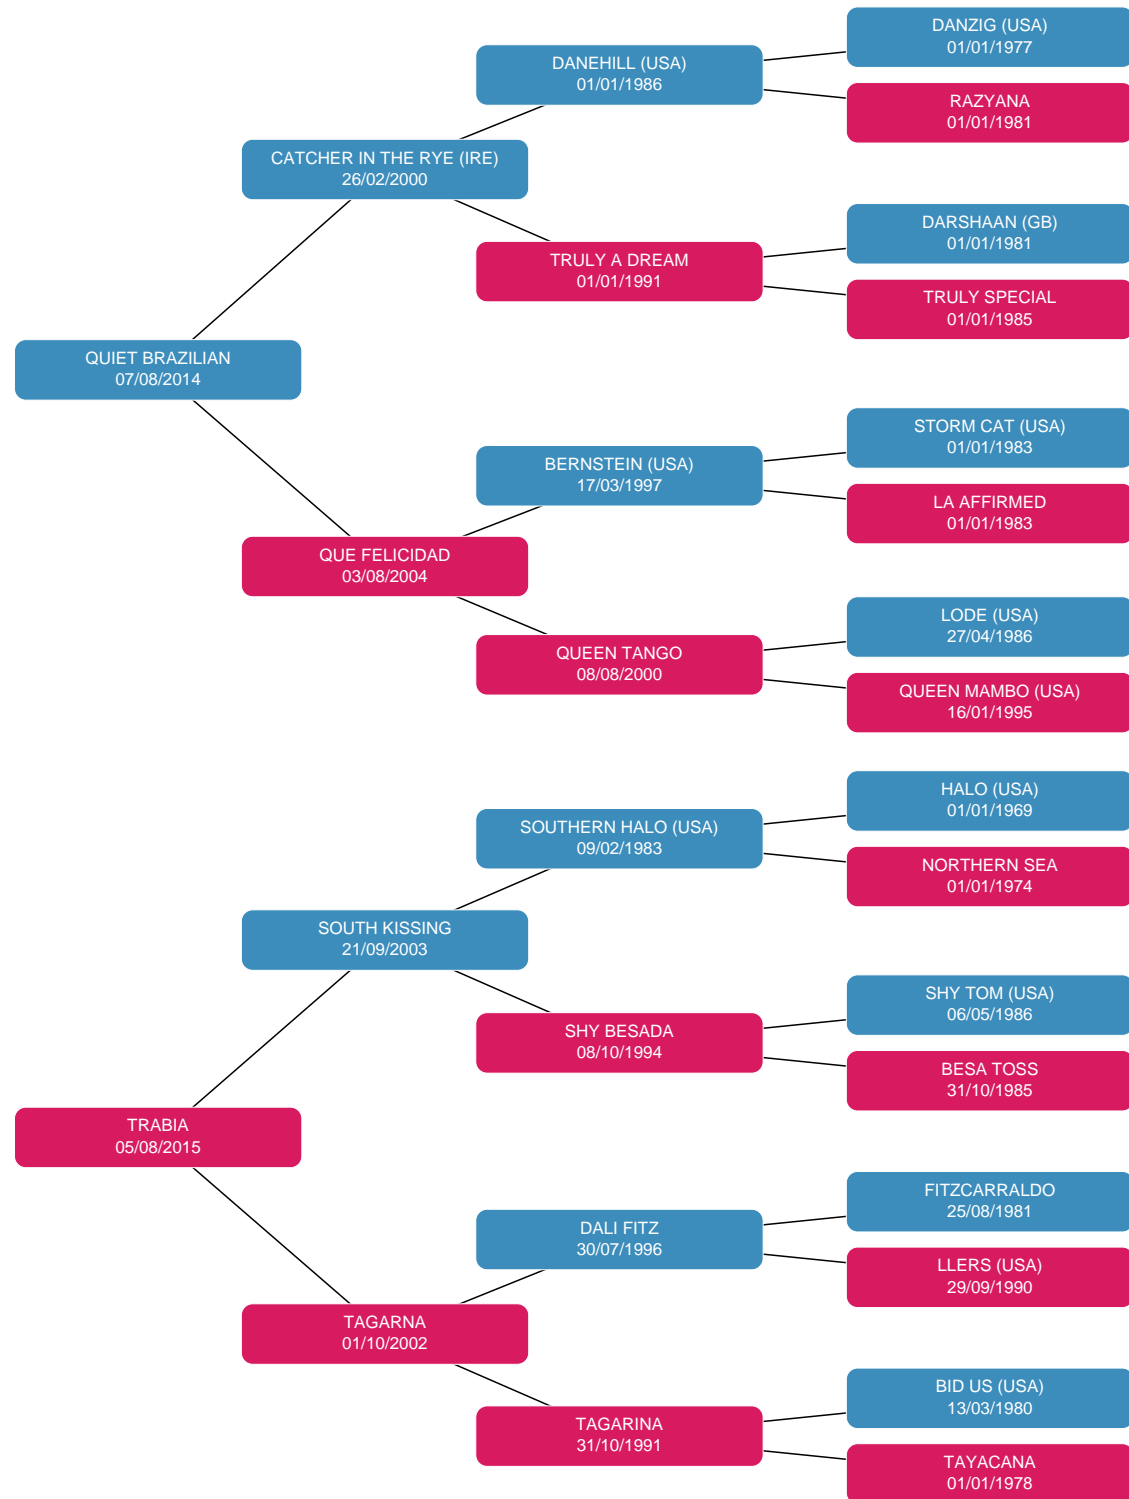 DANZIG (USA)
01/01/1977
DANEHILL (USA)
01/01/1986
RAZYANA
01/01/1981
CATCHER IN THE RYE (IRE)
26/02/2000
DARSHAAN (GB)
01/01/1981
TRULY A DREAM
01/01/1991
TRULY SPECIAL
01/01/1985
QUIET BRAZILIAN
07/08/2014
STORM CAT (USA)
01/01/1983
BERNSTEIN (USA)
17/03/1997
LA AFFIRMED
01/01/1983
QUE FELICIDAD
03/08/2004
LODE (USA)
27/04/1986
QUEEN TANGO
08/08/2000
QUEEN MAMBO (USA)
16/01/1995
HALO (USA)
01/01/1969
SOUTHERN HALO (USA)
09/02/1983
NORTHERN SEA
01/01/1974
SOUTH KISSING
21/09/2003
SHY TOM (USA)
06/05/1986
SHY BESADA
08/10/1994
BESA TOSS
31/10/1985
TRABIA
05/08/2015
FITZCARRALDO
25/08/1981
DALI FITZ
30/07/1996
LLERS (USA)
29/09/1990
TAGARNA
01/10/2002
BID US (USA)
13/03/1980
TAGARINA
31/10/1991
TAYACANA
01/01/1978